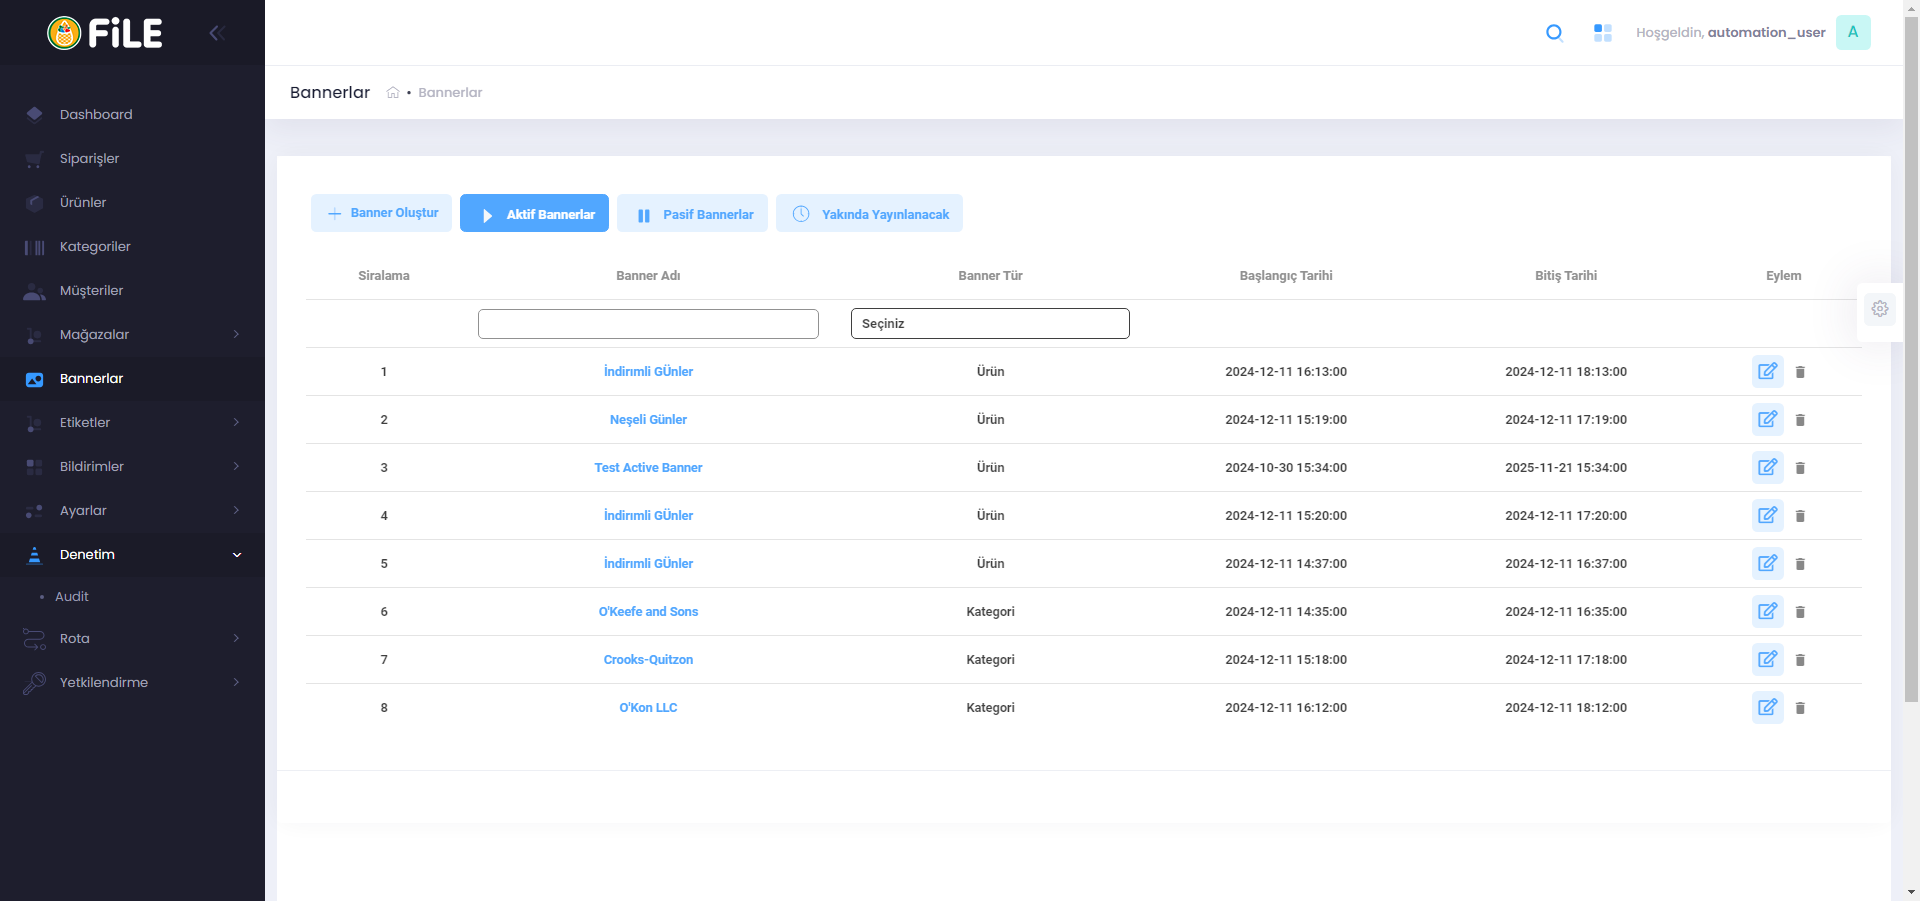 FiLE
Hoşgeldin, automation_user
A
Bannerlar
Bannerlar
Dashboard
Siparişler
Ürünler
Kategoriler
Müşteriler
Mağazalar
Bannerlar
Etiketler
Bildirimler
Ayarlar
Denetim
Audit
Rota
Yetkilendirme
Banner Oluştur
Aktif Bannerlar
Pasif Bannerlar
Yakında Yayınlanacak
Siralama Banner Adı Banner Tür Başlangıç Tarihi Bitiş Tarihi Eylem
Seçiniz
1 İndirımli GÜnler Ürün 2024-12-11 16:13:00 2024-12-11 18:13:00
2 Neşeli Günler Ürün 2024-12-11 15:19:00 2024-12-11 17:19:00
3 Test Active Banner Ürün 2024-10-30 15:34:00 2025-11-21 15:34:00
4 İndirımli GÜnler Ürün 2024-12-11 15:20:00 2024-12-11 17:20:00
5 İndirımli GÜnler Ürün 2024-12-11 14:37:00 2024-12-11 16:37:00
6 O'Keefe and Sons Kategori 2024-12-11 14:35:00 2024-12-11 16:35:00
7 Crooks-Quitzon Kategori 2024-12-11 15:18:00 2024-12-11 17:18:00
8 O'Kon LLC Kategori 2024-12-11 16:12:00 2024-12-11 18:12:00